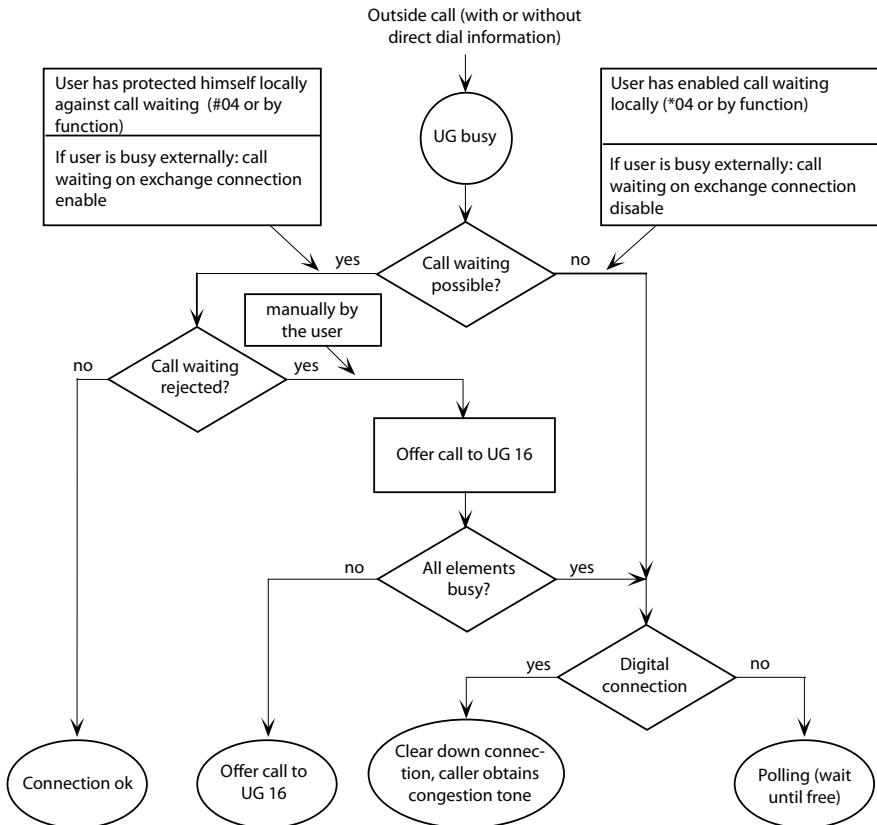 Outside call (with or without
direct dial information)
User has protected himself locally
against call waiting (#04 or by
function)
If user is busy externally: call
waiting on exchange connection
enable
UG busy
User has enabled call waiting
locally (*04 or by function)
If user is busy externally: call
waiting on exchange connection
disable
yes
Call waiting
possible?
no
manually by
the user
no
Call waiting
rejected?
yes
Offer call to UG 16
no
All elements
busy?
yes
yes
Digital
connection
no
Connection ok
Offer call to
UG 16
Clear down connec-
tion, caller obtains
congestion tone
Polling (wait
until free)